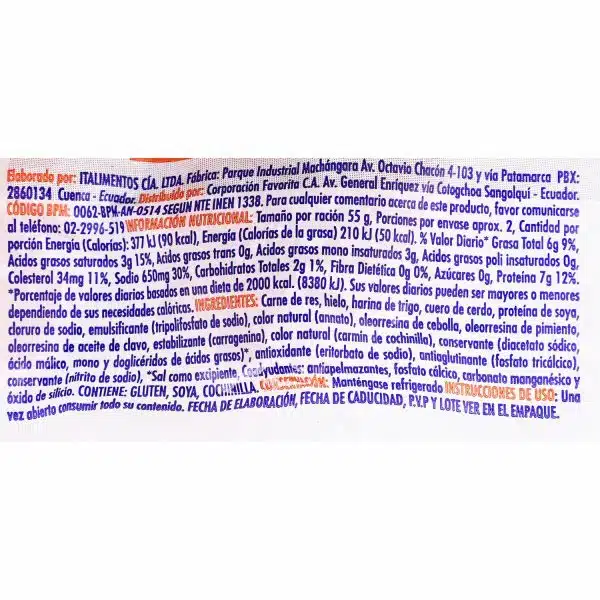 Elaborado por: ITALIMENTOS CÍA. LTDA. Fábrica: Parque Industrial Machángara Av. Octavio Chacón 4-103 y vía Patamarca PBX:
2860134 Cuenca - Ecuador. Distribuido por: Corporación Favorita C.A. Av. General Enríquez vía Cotogchoa Sangolquí - Ecuador.
CÓDIGO BPM: 0062-BPM-AN-0514 SEGUN NTE INEN 1338. Para cualquier comentario acerca de este producto, favor comunicarse
al teléfono: 02-2996-519 INFORMACIÓN NUTRICIONAL: Tamaño por ración 55 g, Porciones por envase aprox. 2, Cantidad por
porción Energía (Calorías): 377 kJ (90 kcal), Energía (Calorías de la grasa) 210 kJ (50 kcal). % Valor Diario* Grasa Total 6g 9%,
Acidos grasos saturados 3g 15%, Acidos grasos trans 0g, Acidos grasos mono insaturados 3g, Acidos grasos poli insaturados 0g,
Colesterol 34mg 11%, Sodio 650mg 30%, Carbohidratos Totales 2g 1%, Fibra Dietética 0g 0%, Azúcares 0g, Proteína 7g 12%.
*Porcentaje de valores diarios basados en una dieta de 2000 kcal. (8380 kJ). Sus valores diarios pueden ser mayores o menores
dependiendo de sus necesidades calóricas. INGREDIENTES: Carne de res, hielo, harina de trigo, cuero de cerdo, proteína de soya,
cloruro de sodio, emulsificante (tripolifosfato de sodio), color natural (annato), oleorresina de cebolla, oleorresina de pimiento,
oleorresina de aceite de clavo, estabilizante (carragenina), color natural (carmín de cochinilla), conservante (diacetato sódico,
ácido málico, mono y doglicéridos de ácidos grasos)*, antioxidante (eritorbato de sodio), antiaglutinante (fosfato tricálcico),
conservante (nitrito de sodio), *Sal como excipiente, Coadyudantes: antiapelmazantes, fosfato cálcico, carbonato manganésico y
óxido de silicio. CONTIENE: GLUTEN, SOYA, COCHINILLA. Manténgase refrigerado INSTRUCCIONES DE USO: Una
vez abierto consumir todo su contenido. FECHA DE ELABORACIÓN, FECHA DE CADUCIDAD, P.V.P Y LOTE VER EN EL EMPAQUE.